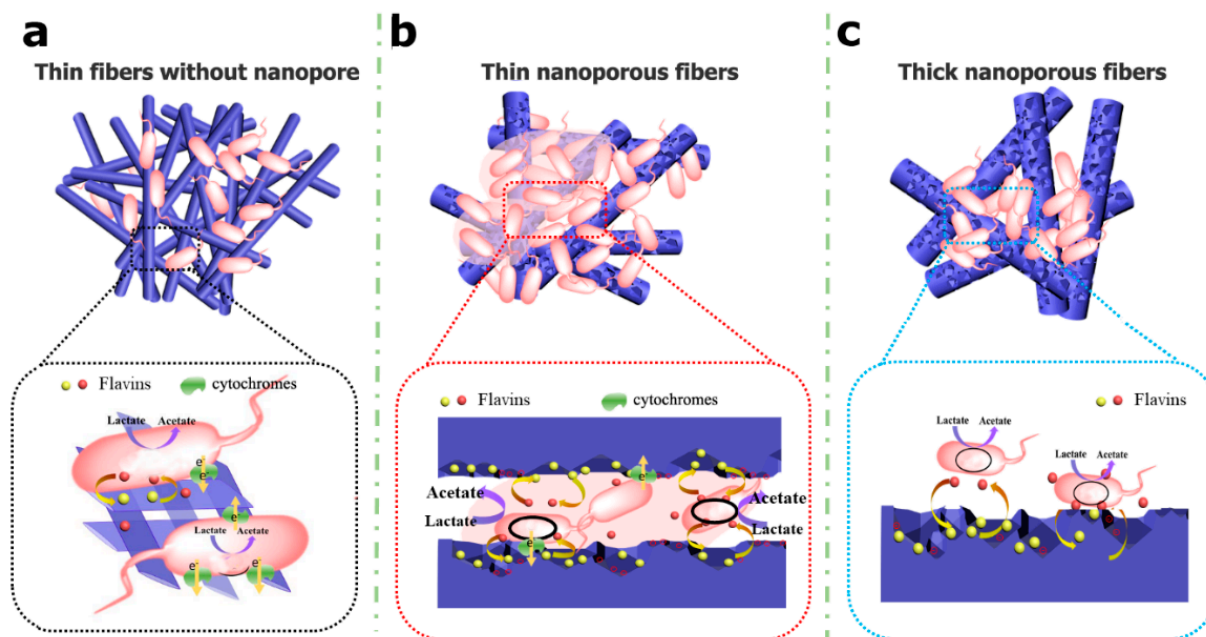 a
Thin fibers without nanopore
Flavins
cytochromes
Lactate
Acetate
e⁻
e⁻
e⁻
Lactate
Acetate
e⁻
e⁻
b
Thin nanoporous fibers
Flavins
cytochromes
e⁻
Acetate
Lactate
Acetate
Lactate
e⁻
c
Thick nanoporous fibers
Flavins
Lactate
Acetate
Lactate
Acetate